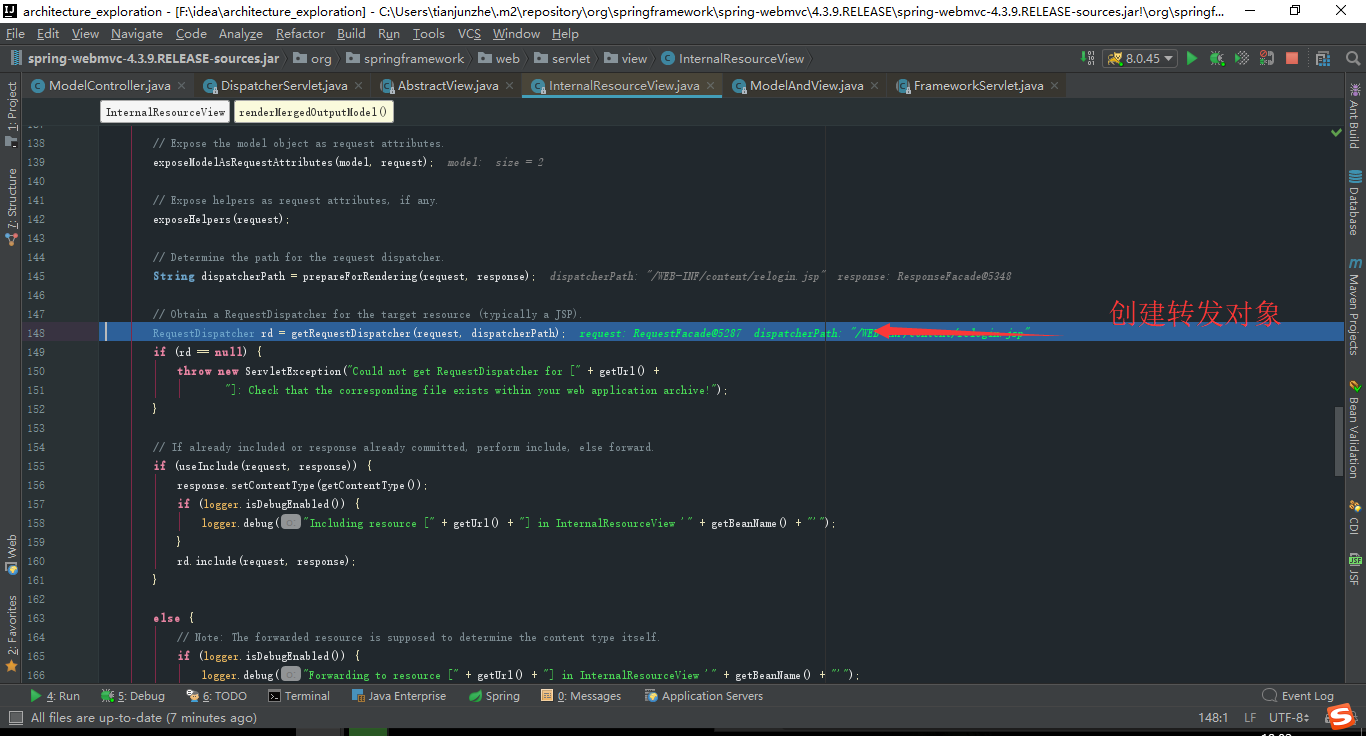 architecture_exploration - [F:\idea\architecture_exploration] - C:\Users\tianjunzhe\.m2\repository\org\springframework\spring-webmvc\4.3.9.RELEASE\spring-webmvc-4.3.9.RELEASE-sources.jar!\org\springf...
File Edit View Navigate Code Analyze Refactor Build Run Tools VCS Window Help
spring-webmvc-4.3.9.RELEASE-sources.jar org springframework web servlet view InternalResourceView 8.0.45
ModelController.java DispatcherServlet.java AbstractView.java InternalResourceView.java ModelAndView.java FrameworkServlet.java
InternalResourceView renderMergedOutputModel()
1: Project
7: Structure
Web
2: Favorites
137
138 // Expose the model object as request attributes.
139 exposeModelAsRequestAttributes(model, request); model: size = 2
140
141 // Expose helpers as request attributes, if any.
142 exposeHelpers(request);
143
144 // Determine the path for the request dispatcher.
145 String dispatcherPath = prepareForRendering(request, response); dispatcherPath: "/WEB-INF/content/relogin.jsp" response: ResponseFacade@5348
146
147 // Obtain a RequestDispatcher for the target resource (typically a JSP).
创建转发对象
148 RequestDispatcher rd = getRequestDispatcher(request, dispatcherPath); request: RequestFacade@5287 dispatcherPath: "/WEB-INF/content/relogin.jsp"
149 if (rd == null) {
150 throw new ServletException("Could not get RequestDispatcher for [" + getUrl() +
151 "]: Check that the corresponding file exists within your web application archive!");
152 }
153
154 // If already included or response already committed, perform include, else forward.
155 if (useInclude(request, response)) {
156 response.setContentType(getContentType());
157 if (logger.isDebugEnabled()) {
158 logger.debug( o: "Including resource [" + getUrl() + "] in InternalResourceView '" + getBeanName() + "'");
159 }
160 rd.include(request, response);
161 }
162
163 else {
164 // Note: The forwarded resource is supposed to determine the content type itself.
165 if (logger.isDebugEnabled()) {
166 logger.debug( o: "Forwarding to resource [" + getUrl() + "] in InternalResourceView '" + getBeanName() + "'");
Ant Build
Database
Maven Projects
Bean Validation
CDI
JSF
4: Run 5: Debug 6: TODO Terminal Java Enterprise Spring 0: Messages Application Servers Event Log
All files are up-to-date (7 minutes ago) 148:1 LF UTF-8